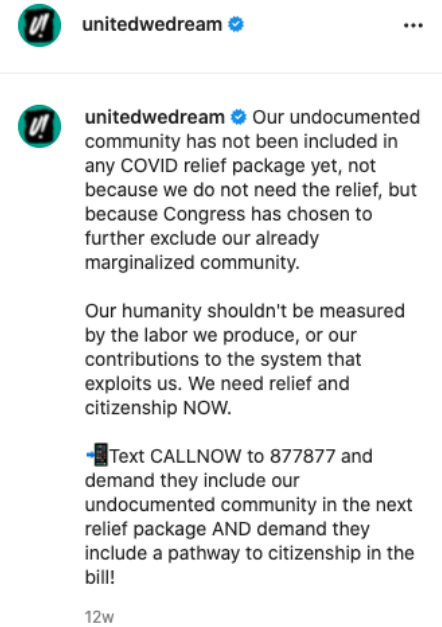 unitedwedream
unitedwedream Our undocumented
community has not been included in
any COVID relief package yet, not
because we do not need the relief, but
because Congress has chosen to
further exclude our already
marginalized community.
Our humanity shouldn't be measured
by the labor we produce, or our
contributions to the system that
exploits us. We need relief and
citizenship NOW.
📲Text CALLNOW to 877877 and
demand they include our
undocumented community in the next
relief package AND demand they
include a pathway to citizenship in the
bill!
12w